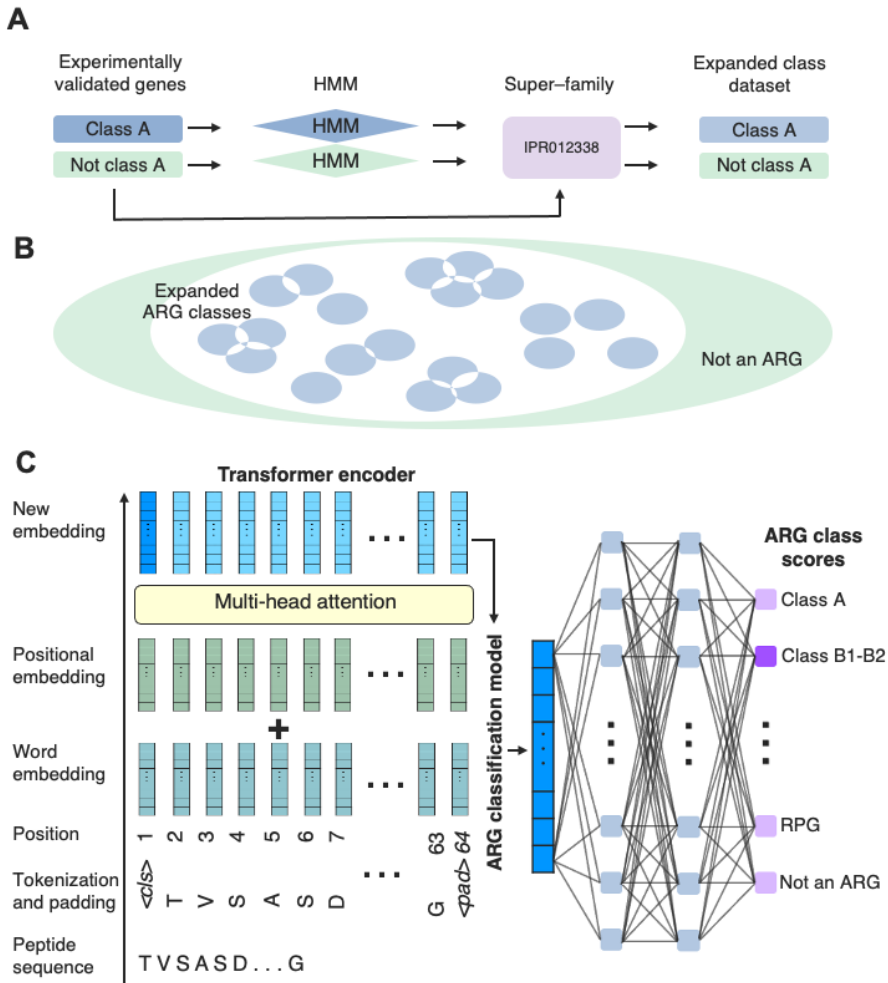 A
Experimentally
validated genes
HMM
Super–family
Expanded class
dataset
Class A
HMM
IPR012338
Class A
Not class A
HMM
Not class A
B
Expanded
ARG classes
Not an ARG
C
Transformer encoder
New
embedding
...
Multi-head attention
Positional
embedding
...
+
Word
embedding
...
Position
1 2 3 4 5 6 7 63 64
Tokenization
and padding
<cls> T V S A S D ... G <pad>
Peptide
sequence
T V S A S D . . . G
ARG classification model
ARG class
scores
Class A
Class B1-B2
RPG
Not an ARG